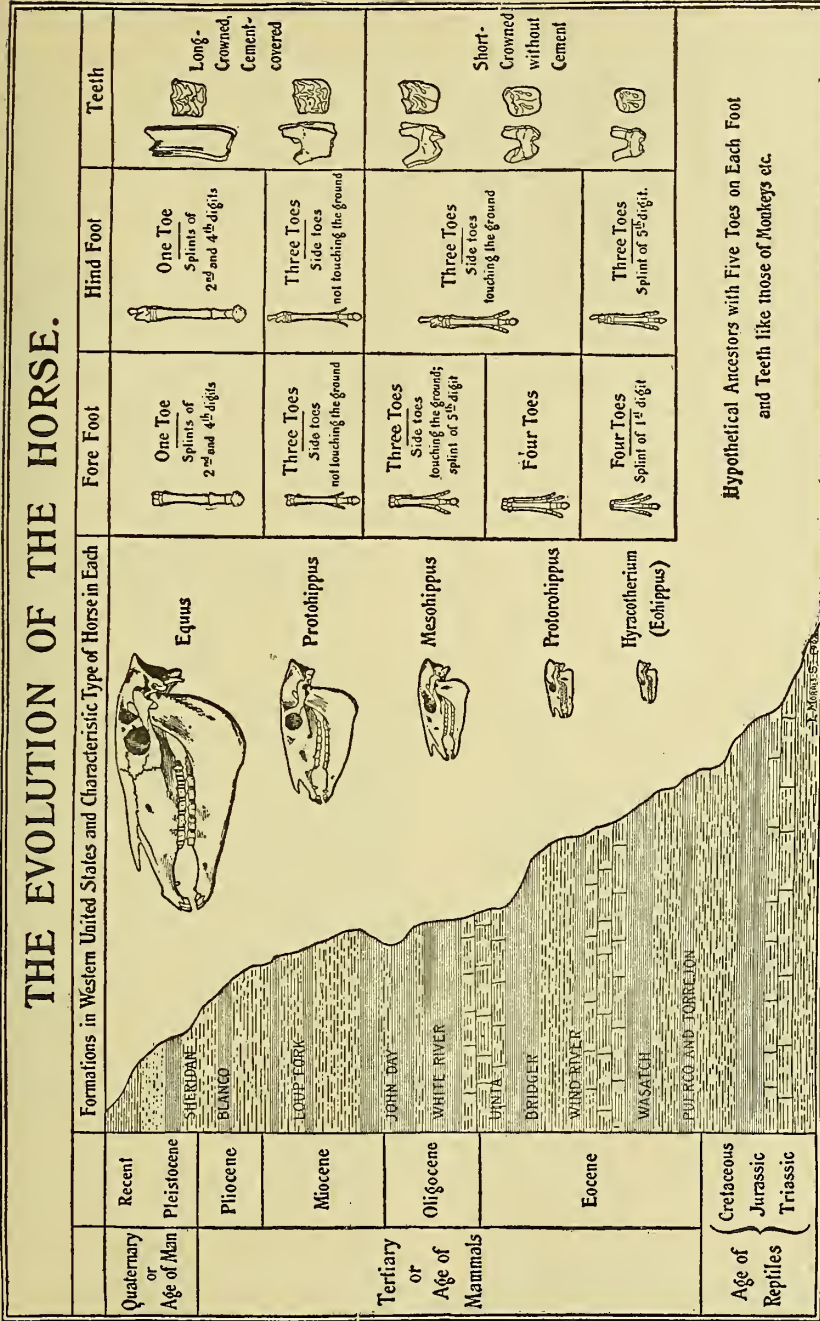 THE EVOLUTION OF THE HORSE.
Formations in Western United States and Characteristic Type of Horse in Each
Fore Foot
Hind Foot
Teeth
Quaternary
or
Age of Man
Recent
Pleistocene
SHERIDAN
Equus
One Toe
Splints of
2nd and 4th digits
One Toe
Splints of
2nd and 4th digits
Long-
Crowned,
Cement-
covered
Tertiary
or
Age of
Mammals
Pliocene
BLANCO
Miocene
LOUP FORK
Protohippus
Three Toes
Side toes
not touching the ground
Three Toes
Side toes
not touching the ground
JOHN DAY
Oligocene
WHITE RIVER
Mesohippus
Three Toes
Side toes
touching the ground;
splint of 5th digit
Three Toes
Side toes
touching the ground
Short-
Crowned
without
Cement
Eocene
UINTA
BRIDGER
WIND RIVER
Protorohippus
Four Toes
WASATCH
Hyracotherium
(Eohippus)
Four Toes
Splint of 1st digit
Three Toes
Splint of 5th digit.
PUERCO AND TORREJON
Age of
Reptiles
Cretaceous
Jurassic
Triassic
Hypothetical Ancestors with Five Toes on Each Foot
and Teeth like those of Monkeys etc.